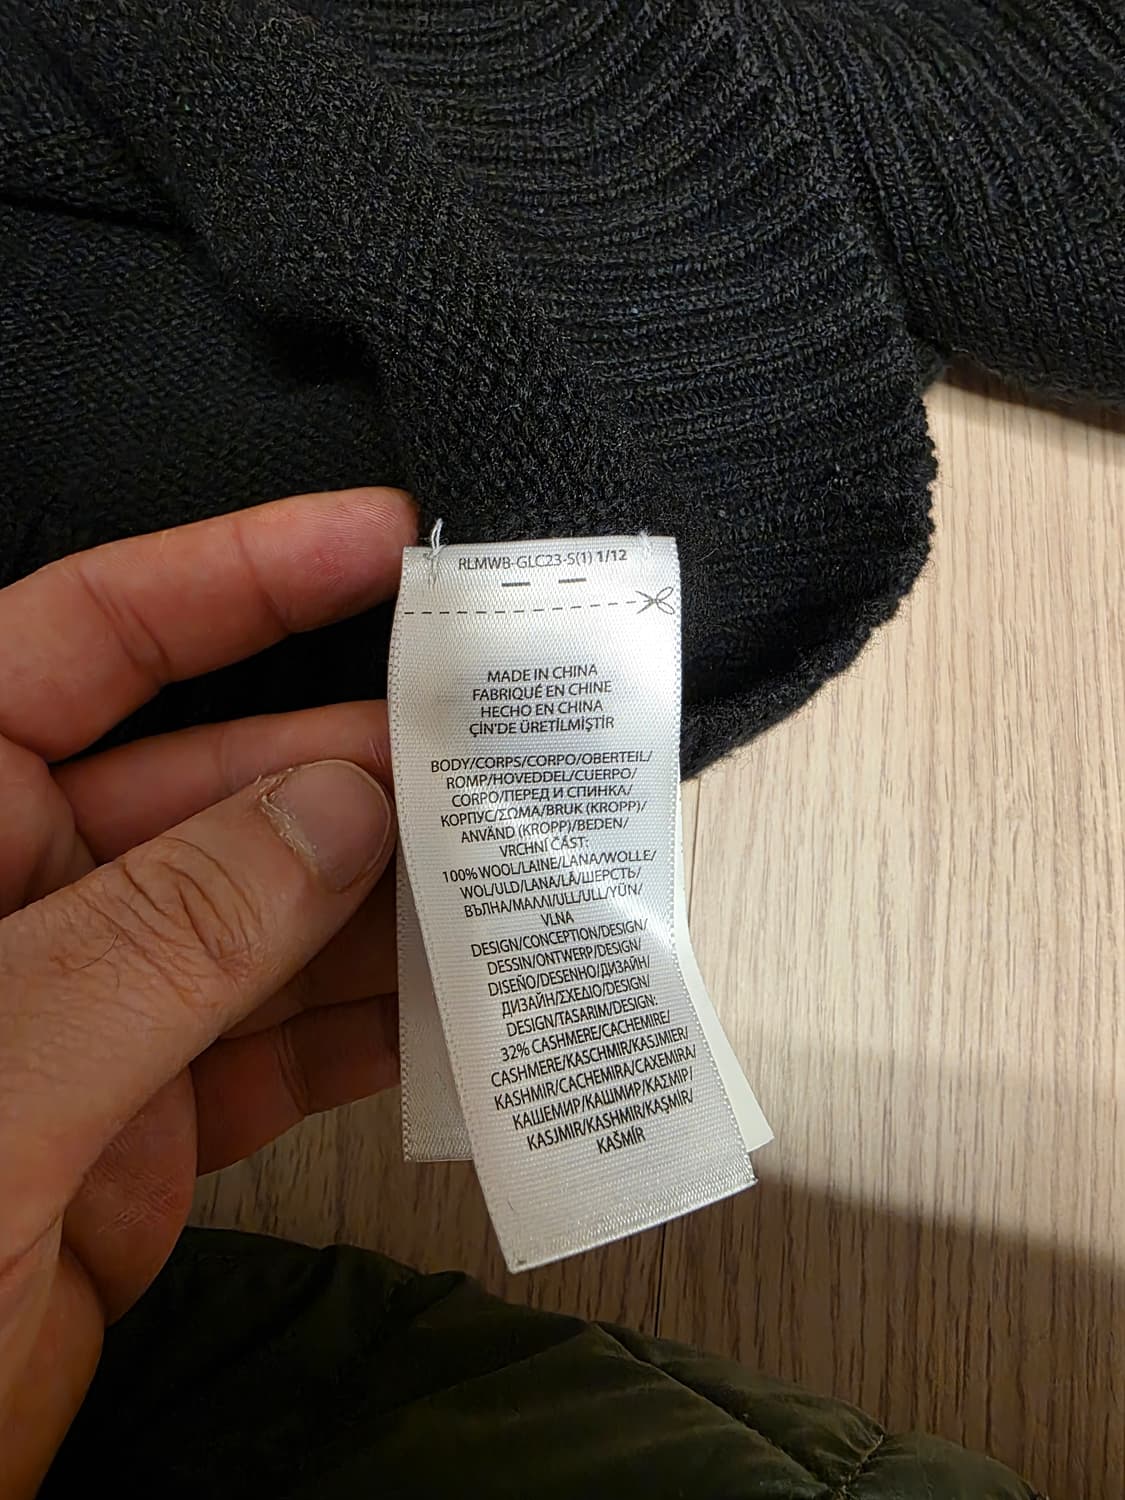 RLMWB-GLC23-S(1) 1/12
MADE IN CHINA
FABRIQUÉ EN CHINE
HECHO EN CHINA
ÇİN'DE ÜRETİLMİŞTİR
BODY/CORPS/CORPO/OBERTEIL/
ROMP/HOVEDDEL/CUERPO/
CORPO/ПЕРЕД И СПИНКА/
КОРПУС/ΣΩΜΑ/BRUK (KROPP)/
ANVÄND (KROPP)/BEDEN/
VRCHNÍ ČÁST:
100% WOOL/LAINE/LANA/WOLLE/
WOL/ULD/LANA/LÃ/ШЕРСТЬ/
ВЪЛНА/ΜΑΛΛΙ/ULL/ULL/YÜN/
VLNA
DESIGN/CONCEPTION/DESIGN/
DESSIN/ONTWERP/DESIGN/
DISEÑO/DESENHO/ДИЗАЙН/
ДИЗАЙН/ΣΧΕΔΙΟ/DESIGN/
DESIGN/TASARIM/DESIGN:
32% CASHMERE/CACHEMIRE/
CASHMERE/KASCHMIR/KASJMIER/
KASHMIR/CACHEMIRA/CAXEMIRA/
КАШЕМИР/КАШМИР/ΚΑΣΜΙΡ/
KASJMIR/KASHMIR/KAŞMİR/
KAŠMÍR